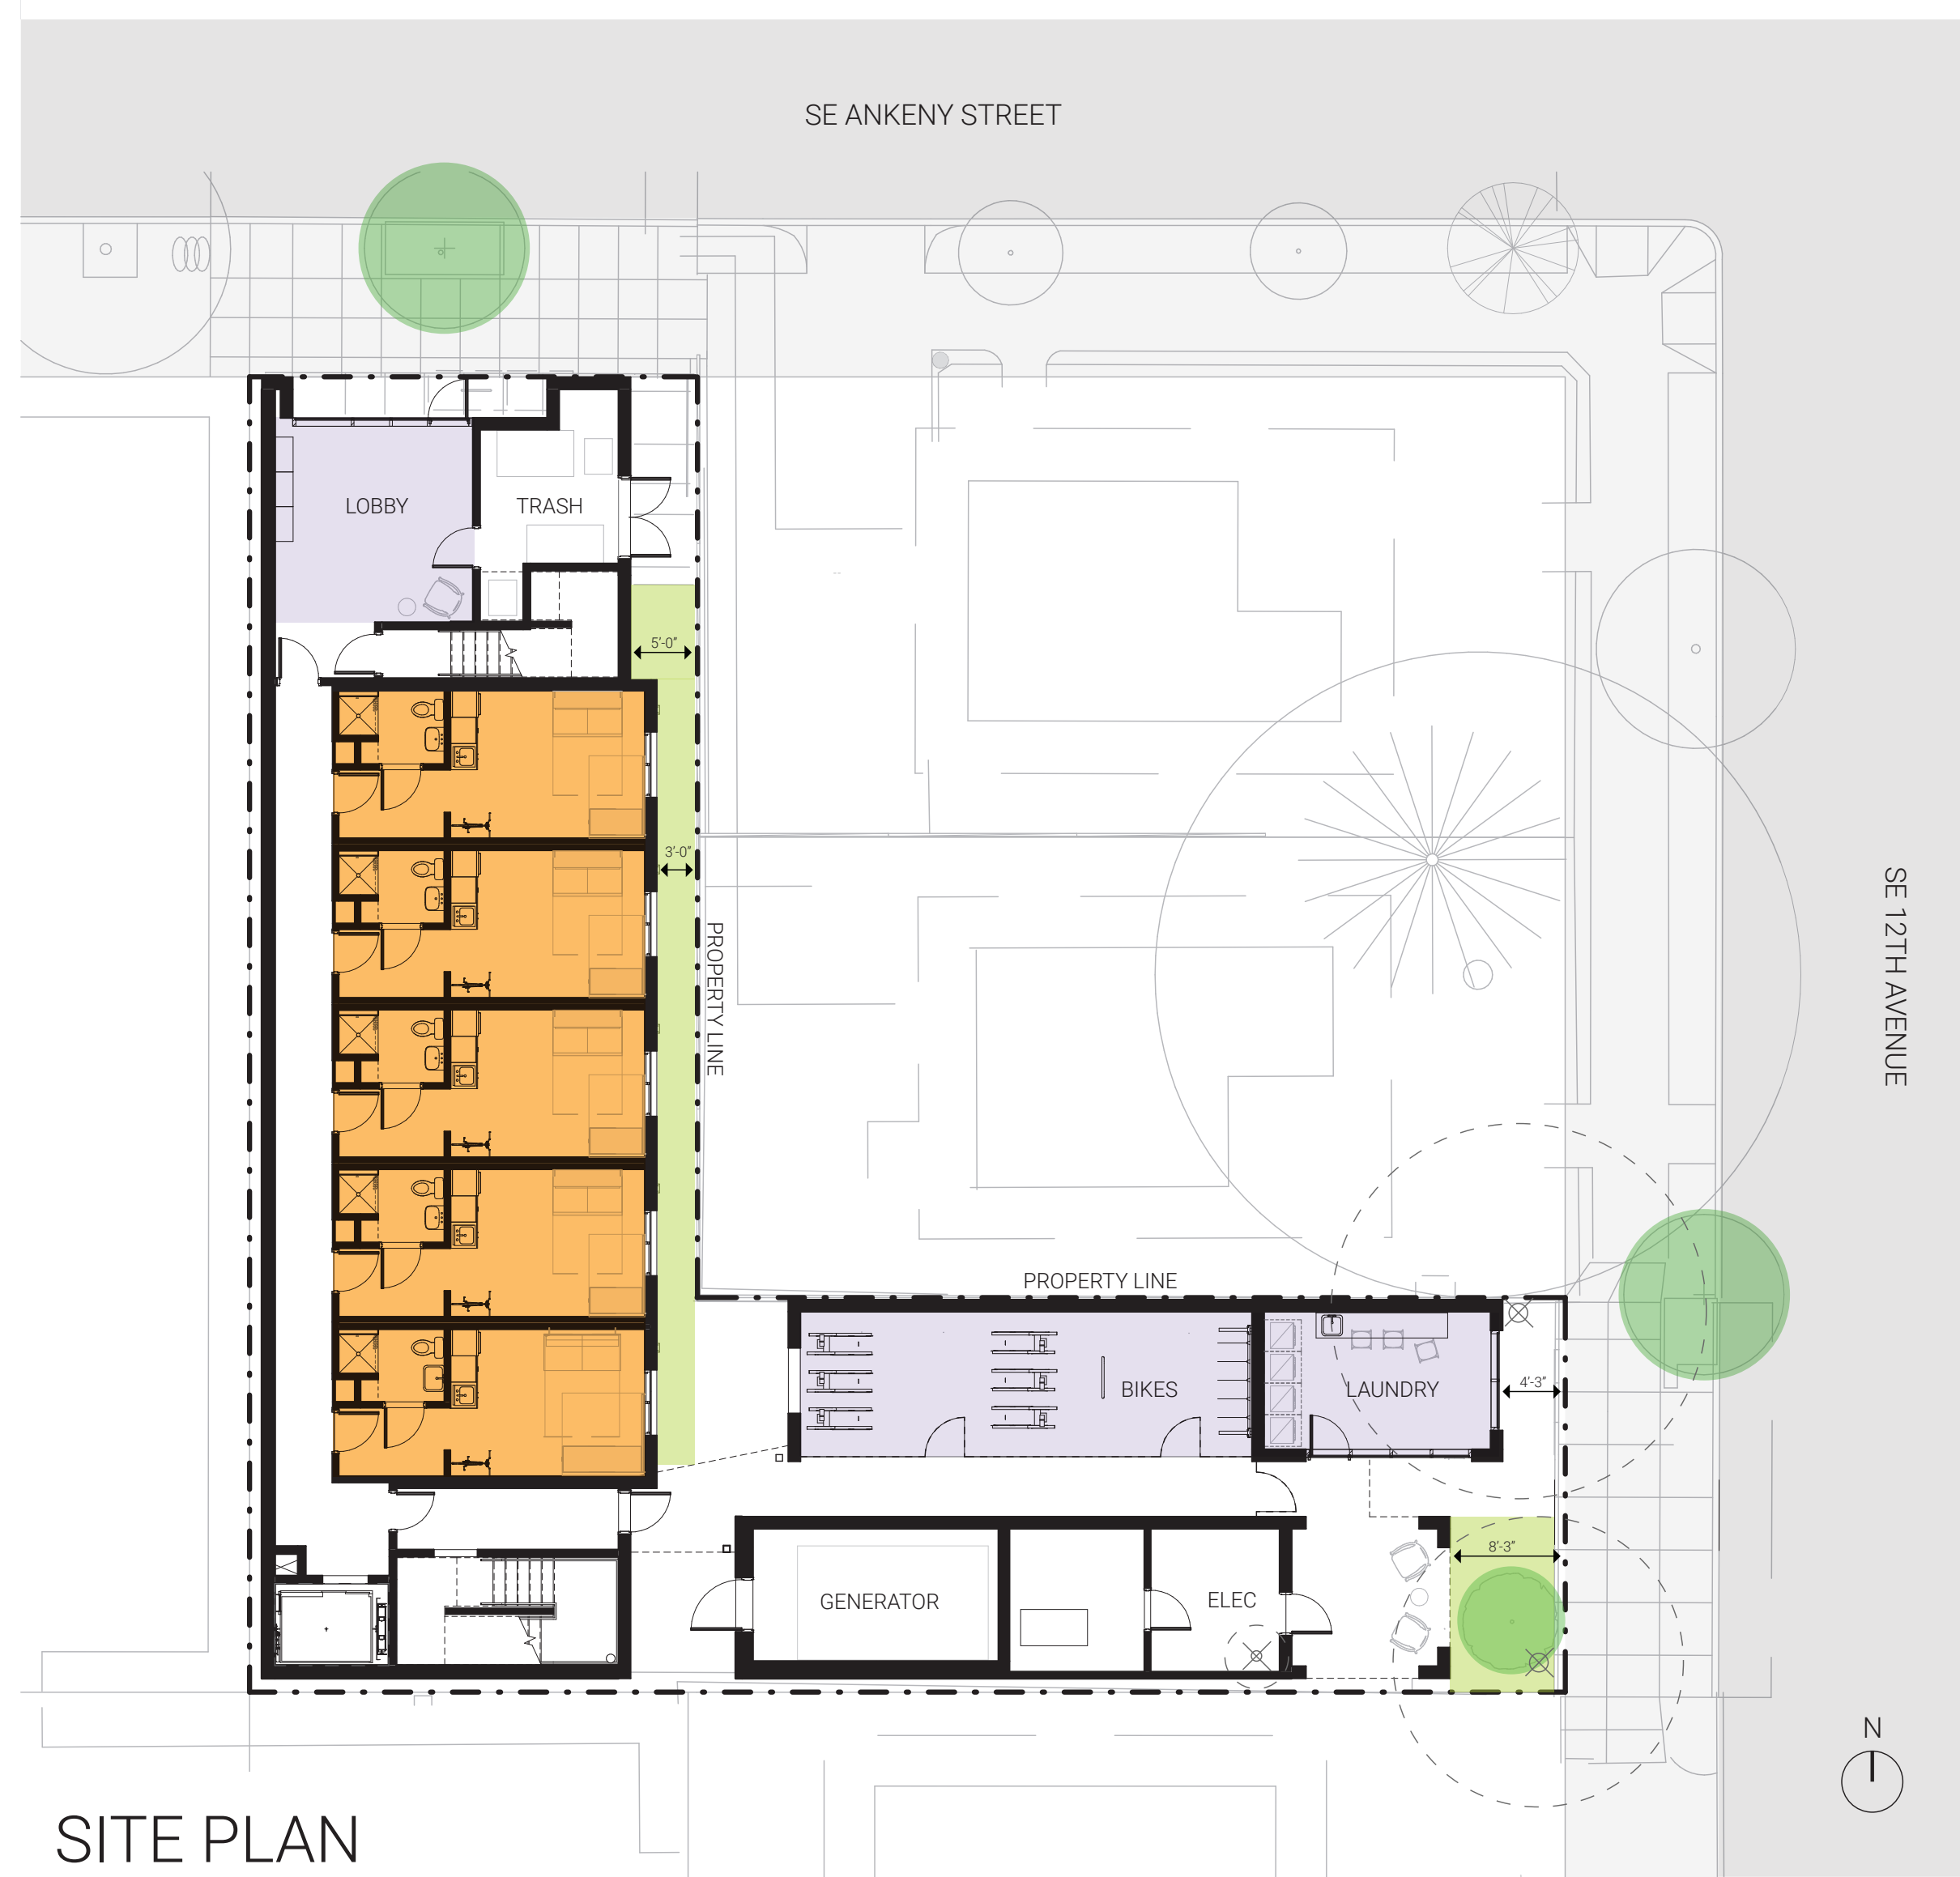 SE ANKENY STREET
LOBBY
TRASH
5'-0"
3'-0"
PROPERTY LINE
SE 12TH AVENUE
PROPERTY LINE
BIKES
LAUNDRY
4'-3"
8'-3"
GENERATOR
ELEC
N
SITE PLAN